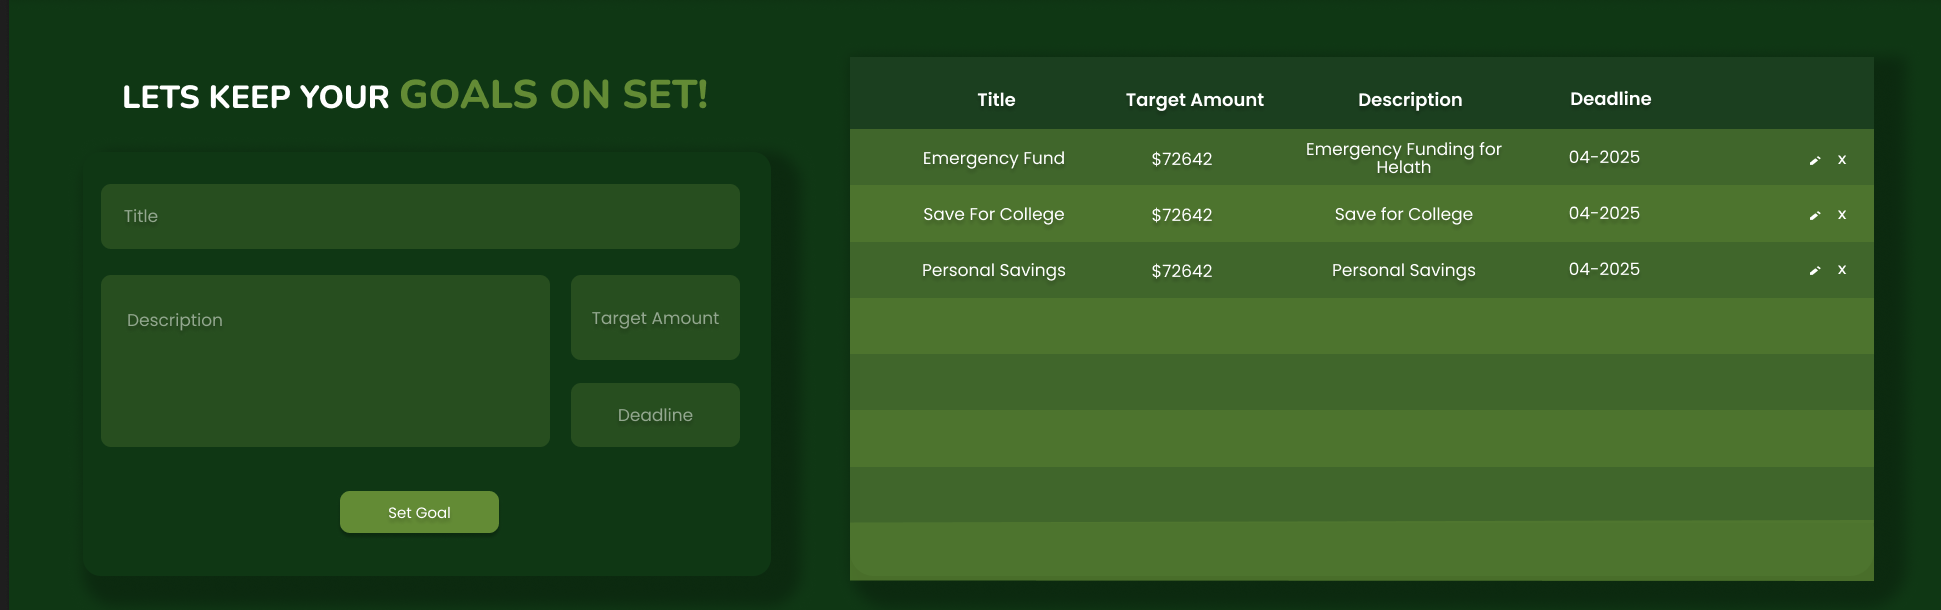 LETS KEEP YOUR GOALS ON SET!
Title
Description
Target Amount
Deadline
Set Goal
Title Target Amount Description Deadline
Emergency Fund $72642 Emergency Funding for Helath 04-2025 x
Save For College $72642 Save for College 04-2025 x
Personal Savings $72642 Personal Savings 04-2025 x